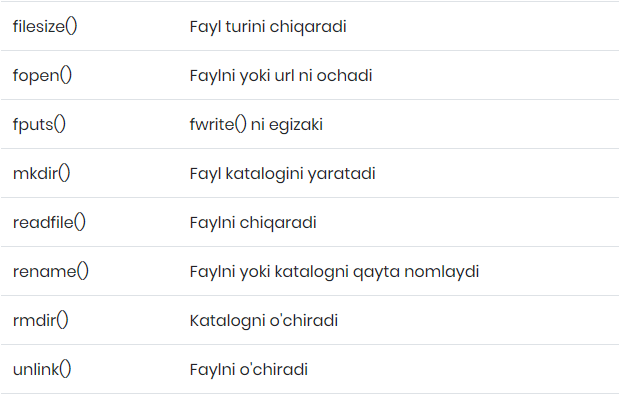 filesize() Fayl turini chiqaradi
fopen() Faylni yoki url ni ochadi
fputs() fwrite() ni egizaki
mkdir() Fayl katalogini yaratadi
readfile() Faylni chiqaradi
rename() Faylni yoki katalogni qayta nomlaydi
rmdir() Katalogni o'chiradi
unlink() Faylni o'chiradi